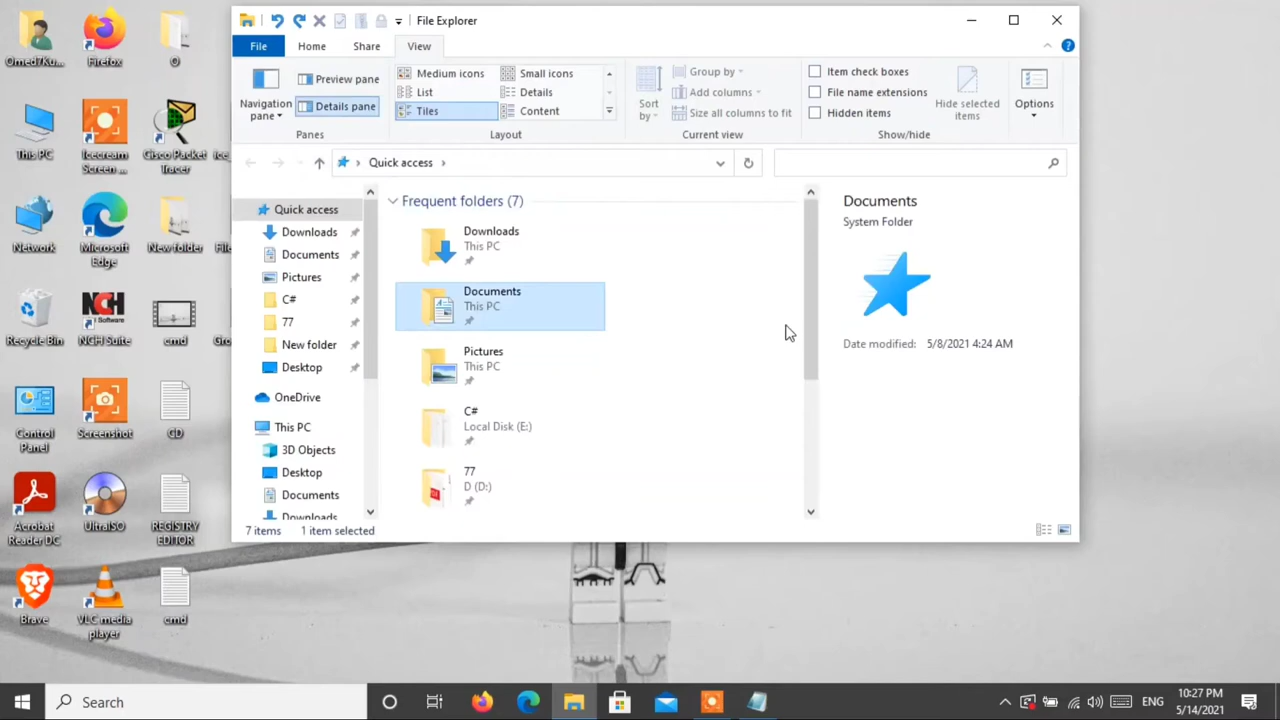 File Explorer
File
Home
Share
View
Navigation pane
Preview pane
Details pane
Panes
Medium icons
Small icons
List
Details
Tiles
Content
Layout
Sort by
Group by
Add columns
Size all columns to fit
Current view
Item check boxes
File name extensions
Hidden items
Hide selected items
Show/hide
Options
Quick access
Quick access
Downloads
Documents
Pictures
C#
77
New folder
Desktop
OneDrive
This PC
3D Objects
Desktop
Documents
Downloads
Frequent folders (7)
Downloads
This PC
Documents
This PC
Pictures
This PC
C#
Local Disk (E:)
77
D (D:)
Documents
System Folder
Date modified: 5/8/2021 4:24 AM
7 items
1 item selected
Omed7Ku...
Firefox
O
This PC
Icecream Screen ...
Cisco Packet Tracer
Network
Microsoft Edge
New folder
Recycle Bin
NCH Software
NCH Suite
cmd
Control Panel
Screenshot
CD
Acrobat Reader DC
UltraISO
REGISTRY EDITOR
Brave
VLC media player
cmd
Search
ENG
10:27 PM
5/14/2021